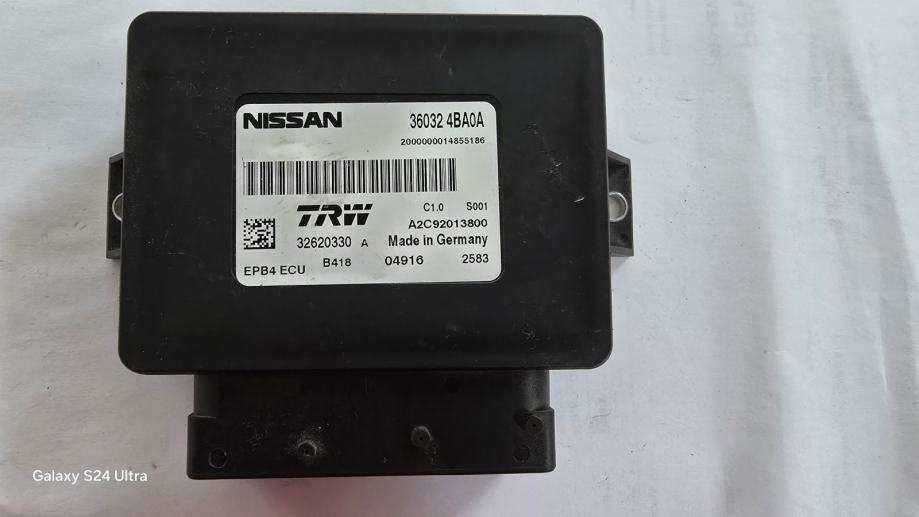 NISSAN 36032 4BA0A
2000000014855186
C1.0 S001
TRW A2C92013800
32620330 A Made in Germany
EPB4 ECU B418 04916 2583
Galaxy S24 Ultra